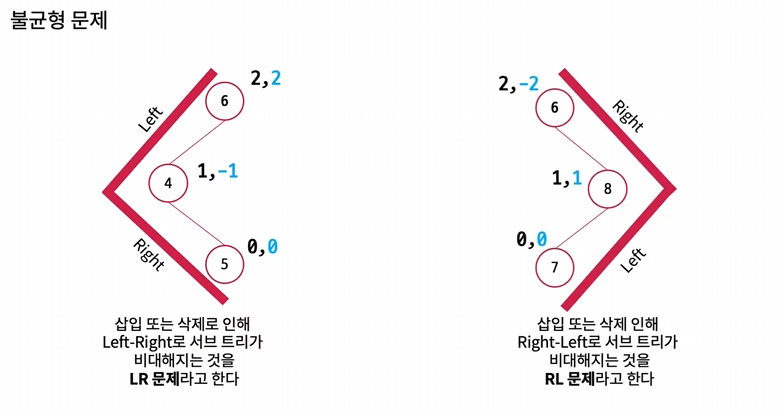 불균형 문제
2,2
6
Left
4
1,-1
Right
5
0,0
삽입 또는 삭제로 인해
Left-Right로 서브 트리가
비대해지는 것을
LR 문제라고 한다
2,-2
6
Right
1,1
8
0,0
7
Left
삽입 또는 삭제 인해
Right-Left로 서브 트리가
비대해지는 것을
RL 문제라고 한다